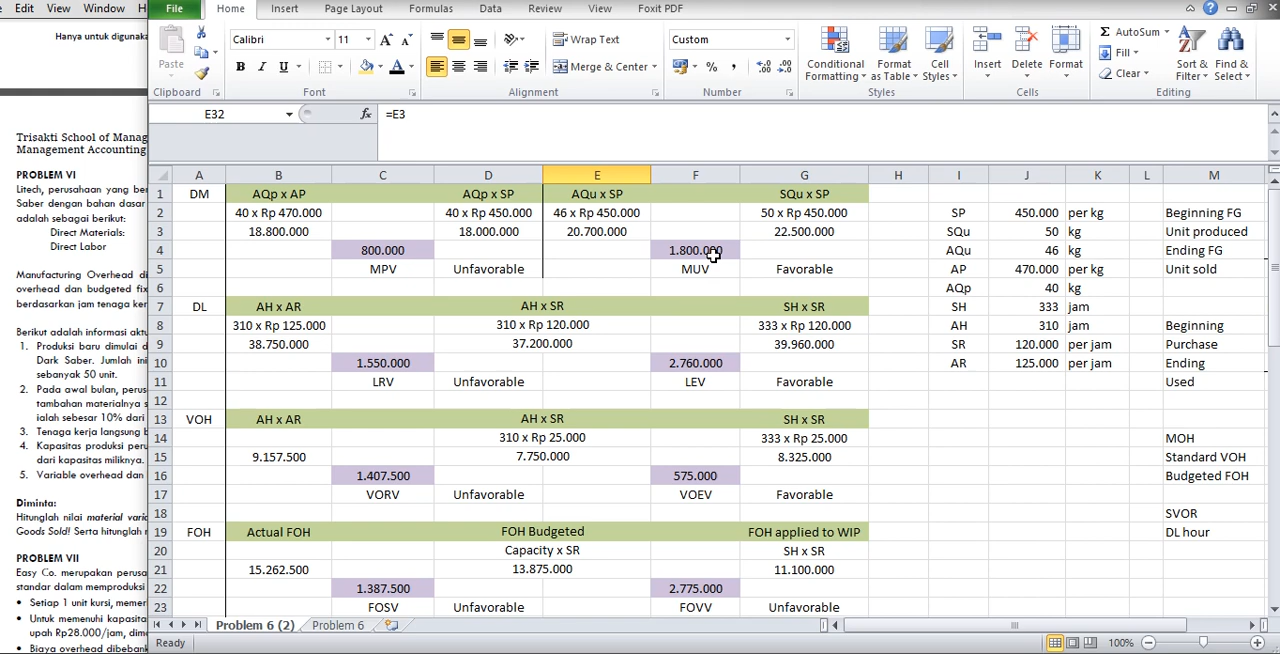 Edit View Window H
Hanya untuk digunaka
Trisakti School of Manag
Management Accounting
PROBLEM VI
Litech, perusahaan yang ber
Saber dengan bahan dasar
adalah sebagai berikut:
Direct Materials:
Direct Labor
Manufacturing Overhead di
overhead dan budgeted fix
berdasarkan jam tenaga ker
Berikut adalah informasi aktu
1. Produksi baru dimulai d
Dark Saber. Jumlah ini
sebanyak 50 unit.
2. Pada awal bulan, perus
tambahan materialnya s
ialah sebesar 10% dari
3. Tenaga kerja langsung b
4. Kapasitas produksi peru
dari kapasitas miliknya.
5. Variable overhead dan
Diminta:
Hitunglah nilai material varia
Goods Sold! Serta hitunglah r
PROBLEM VII
Easy Co. merupakan perusa
standar dalam memproduksi
• Setiap 1 unit kursi, memer
• Untuk memenuhi kapasita
upah Rp28.000/jam, dima
• Biaya overhead dibebank
File Home Insert Page Layout Formulas Data Review View Foxit PDF
Paste
Clipboard
Calibri 11
B I U A
Font
Wrap Text
Merge & Center
Alignment
Custom
% ,
Number
Conditional Formatting
Format as Table
Cell Styles
Styles
Insert Delete Format
Cells
Σ AutoSum
Fill
Clear
Sort & Filter
Find & Select
Editing
E32 fx =E3
A B C D E F G H I J K L M
1 DM AQp x AP AQp x SP AQu x SP SQu x SP
2 40 x Rp 470.000 40 x Rp 450.000 46 x Rp 450.000 50 x Rp 450.000 SP 450.000 per kg Beginning FG
3 18.800.000 18.000.000 20.700.000 22.500.000 SQu 50 kg Unit produced
4 800.000 1.800.000 AQu 46 kg Ending FG
5 MPV Unfavorable MUV Favorable AP 470.000 per kg Unit sold
6 AQp 40 kg
7 DL AH x AR AH x SR SH x SR SH 333 jam
8 310 x Rp 125.000 310 x Rp 120.000 333 x Rp 120.000 AH 310 jam Beginning
9 38.750.000 37.200.000 39.960.000 SR 120.000 per jam Purchase
10 1.550.000 2.760.000 AR 125.000 per jam Ending
11 LRV Unfavorable LEV Favorable Used
12
13 VOH AH x AR AH x SR SH x SR
14 310 x Rp 25.000 333 x Rp 25.000 MOH
15 9.157.500 7.750.000 8.325.000 Standard VOH
16 1.407.500 575.000 Budgeted FOH
17 VORV Unfavorable VOEV Favorable
18 SVOR
19 FOH Actual FOH FOH Budgeted FOH applied to WIP DL hour
20 Capacity x SR SH x SR
21 15.262.500 13.875.000 11.100.000
22 1.387.500 2.775.000
23 FOSV Unfavorable FOVV Unfavorable
Problem 6 (2) Problem 6
Ready 100%